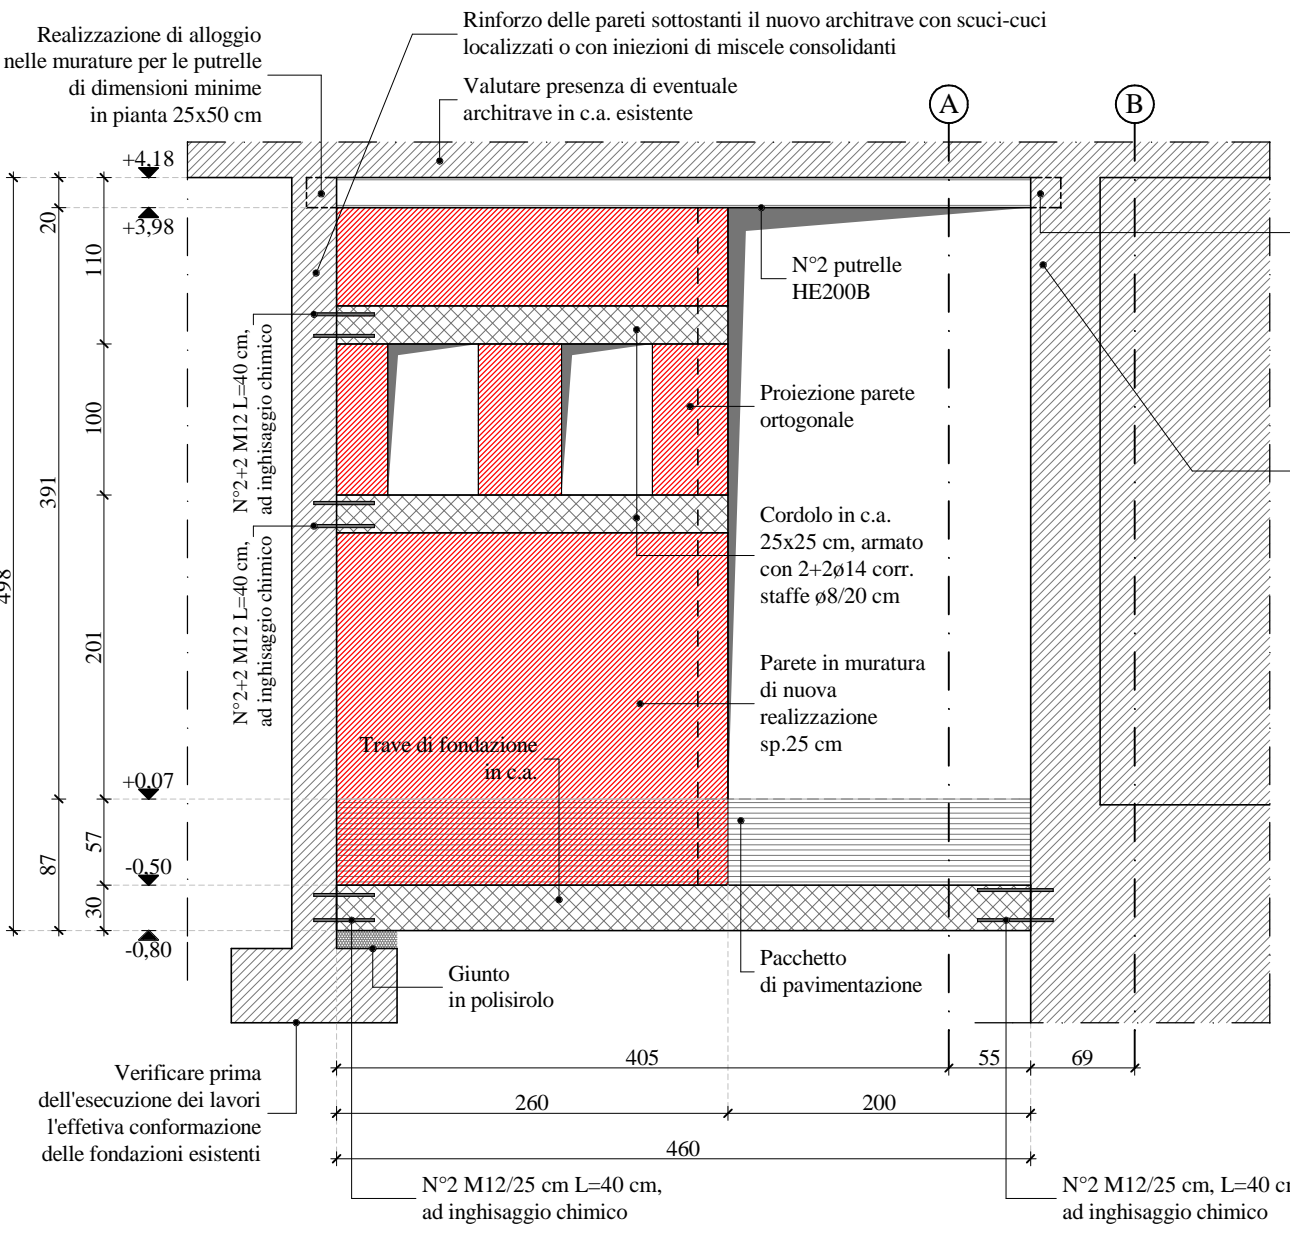 Realizzazione di alloggio
nelle murature per le putrelle
di dimensioni minime
in pianta 25x50 cm
Rinforzo delle pareti sottostanti il nuovo architrave con scuci-cuci
localizzati o con iniezioni di miscele consolidanti
Valutare presenza di eventuale
architrave in c.a. esistente
A
B
+4,18
+3,98
20
110
N°2 putrelle
HE200B
N°2+2 M12 L=40 cm,
ad inghisaggio chimico
100
391
Proiezione parete
ortogonale
Cordolo in c.a.
25x25 cm, armato
con 2+2ø14 corr.
staffe ø8/20 cm
498
N°2+2 M12 L=40 cm,
ad inghisaggio chimico
201
Parete in muratura
di nuova
realizzazione
sp.25 cm
Trave di fondazione
in c.a.
+0,07
57
87
-0,50
30
-0,80
Giunto
in polisirolo
Pacchetto
di pavimentazione
Verificare prima
dell'esecuzione dei lavori
l'effetiva conformazione
delle fondazioni esistenti
405
55
69
260
200
460
N°2 M12/25 cm L=40 cm,
ad inghisaggio chimico
N°2 M12/25 cm, L=40 c
ad inghisaggio chimico